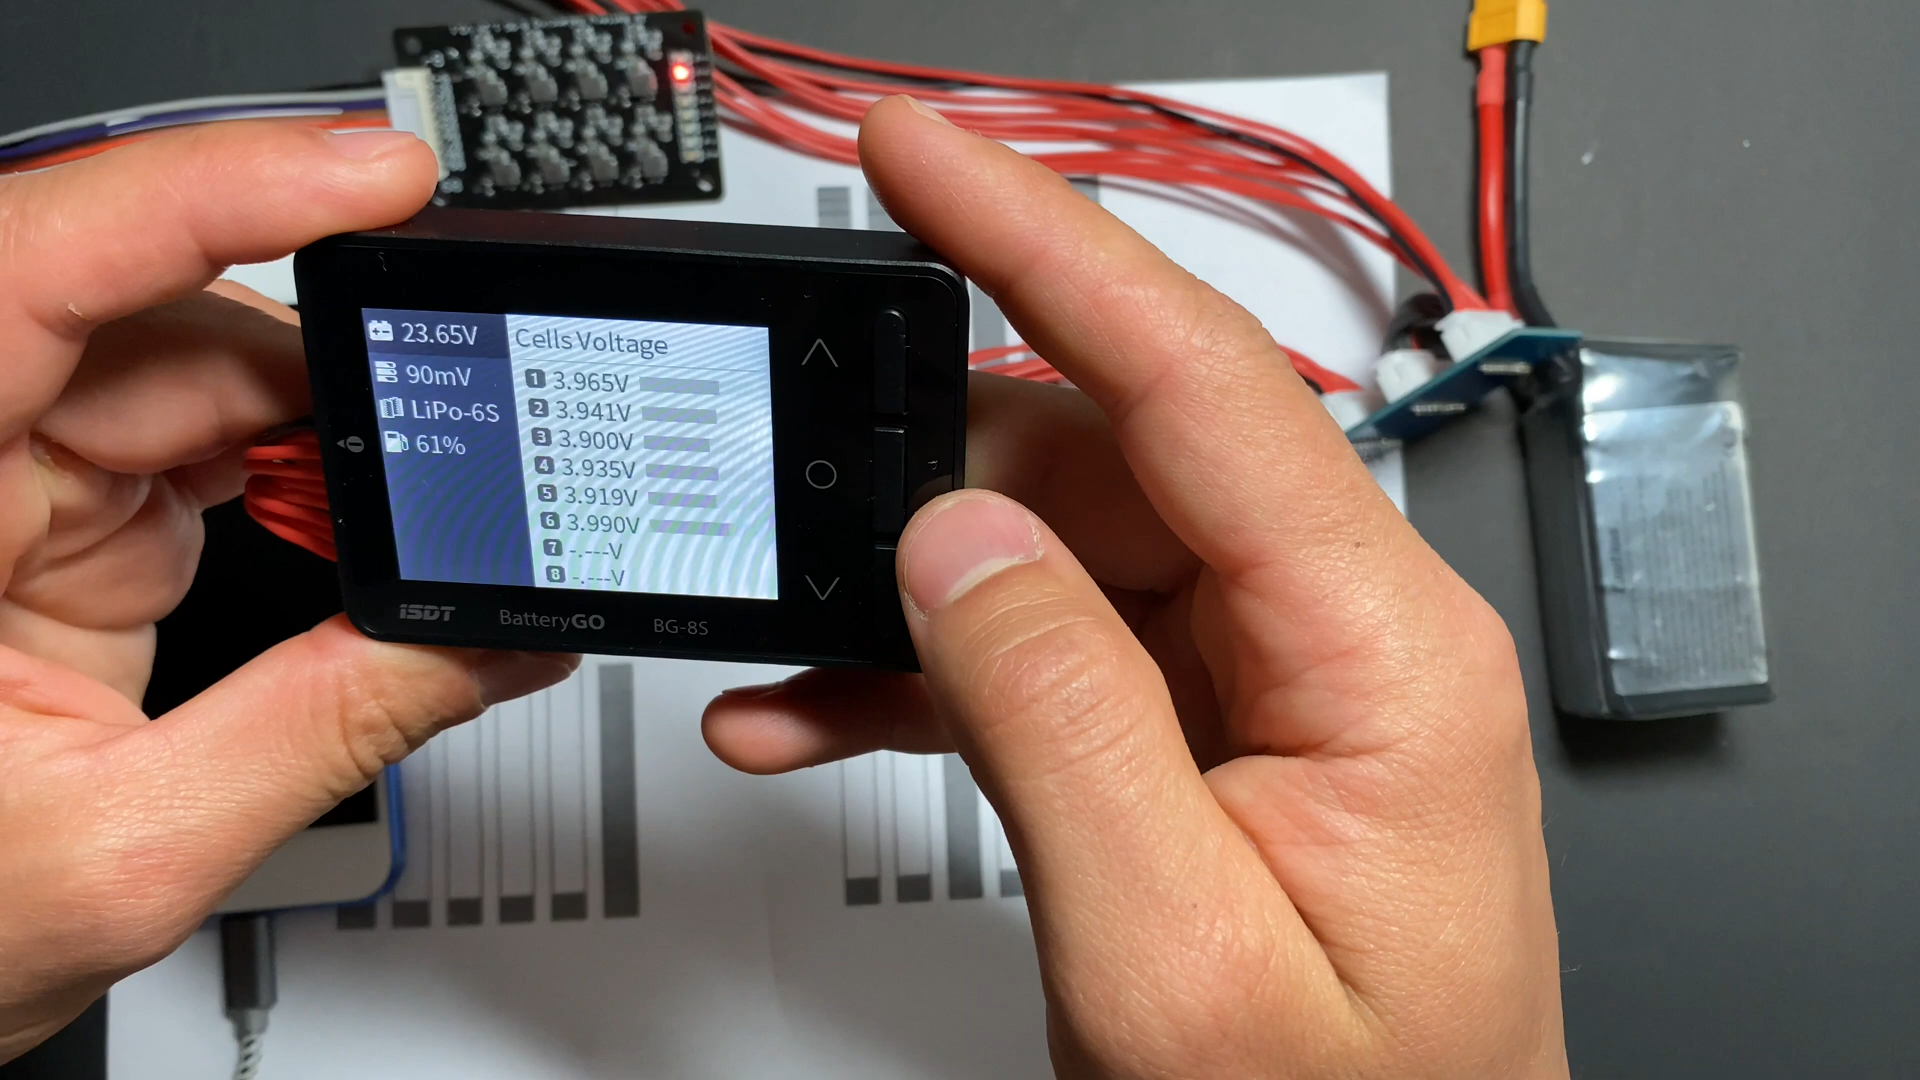 23.65V
90mV
LiPo-6S
61%
Cells Voltage
1 3.965V
2 3.941V
3 3.900V
4 3.935V
5 3.919V
6 3.990V
7 -.---V
8 -.---V
ISDT BatteryGO BG-8S